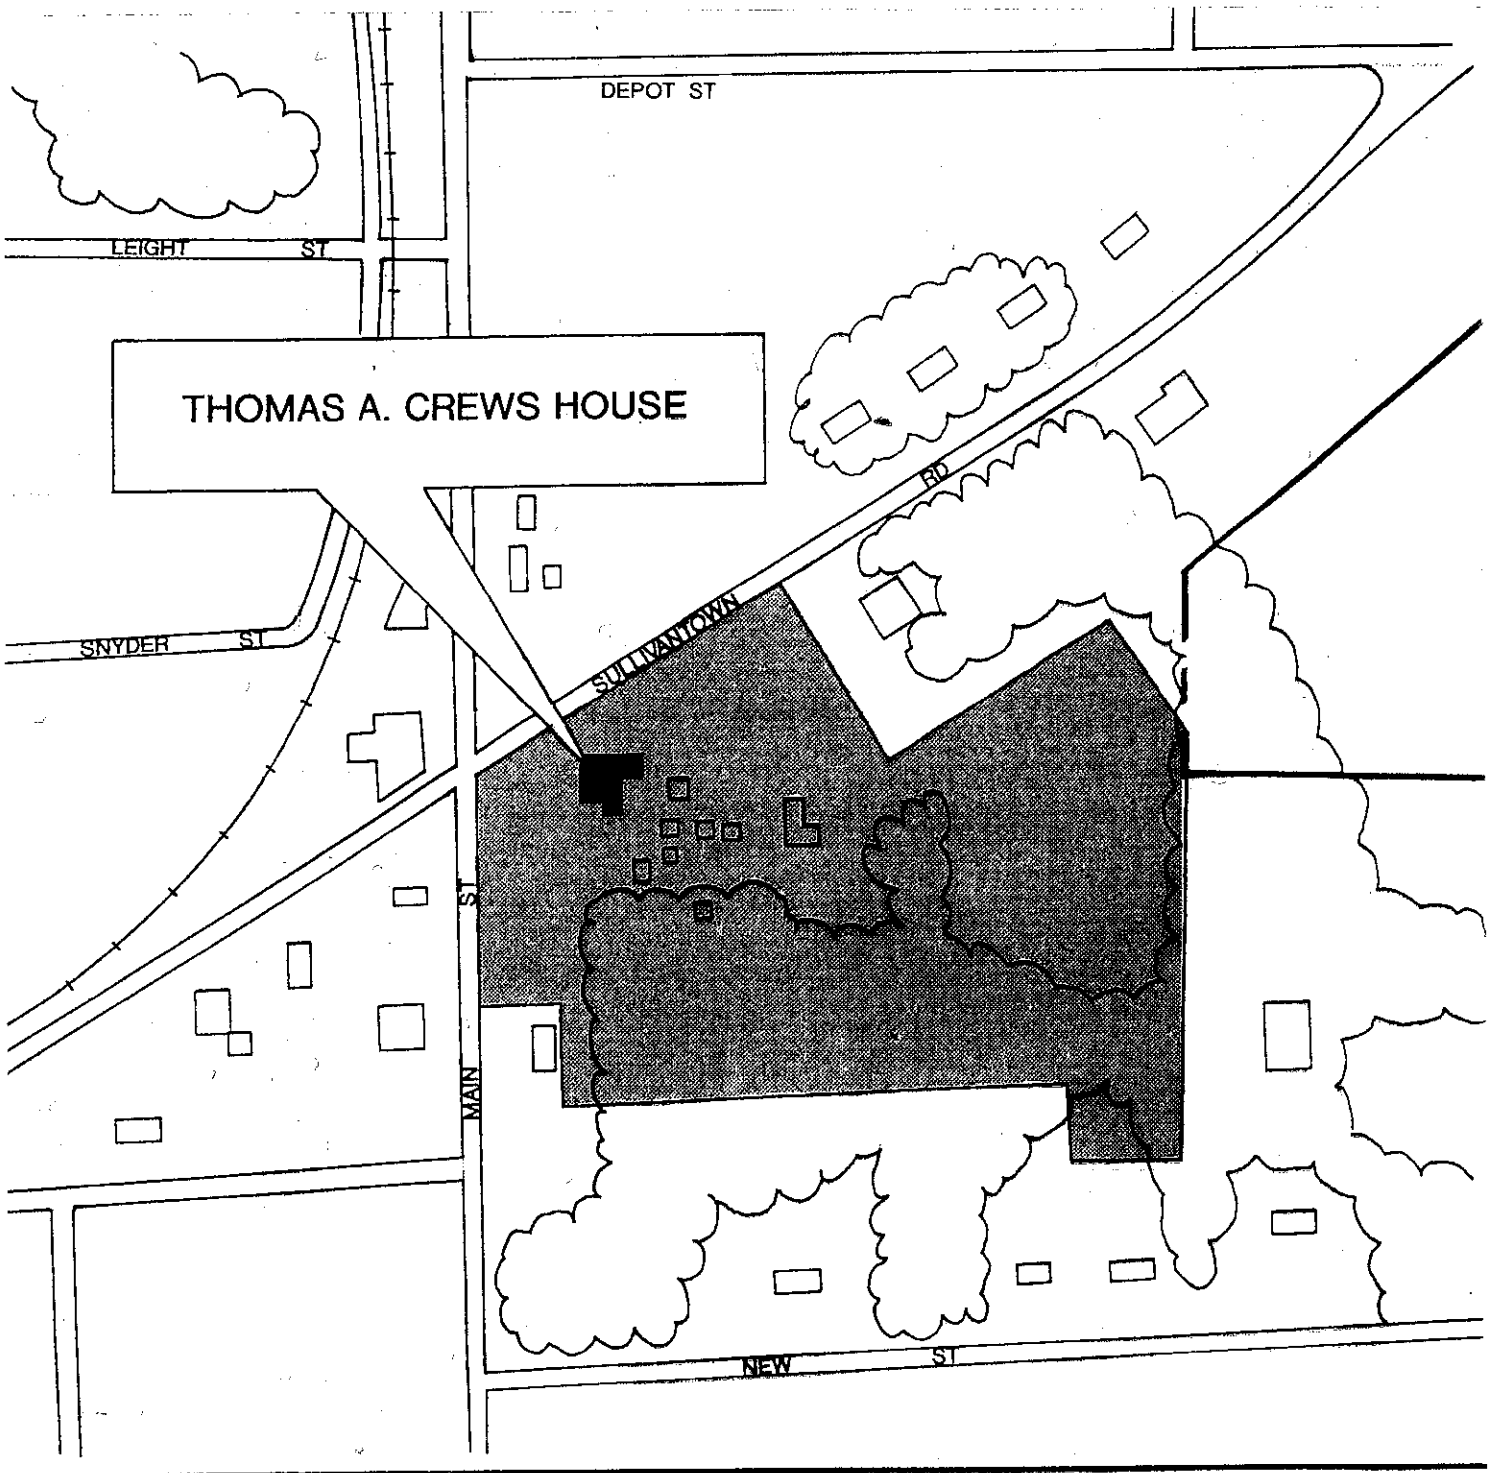 DEPOT ST
LEIGHT ST
THOMAS A. CREWS HOUSE
SULLIVANTOWN RD
SNYDER ST
MAIN ST
NEW ST